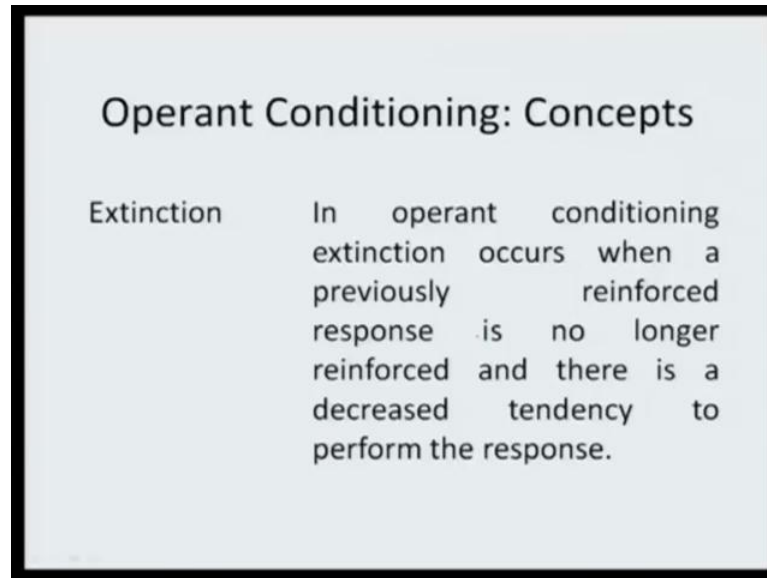 Operant Conditioning: Concepts
Extinction
In operant conditioning
extinction occurs when a
previously reinforced
response is no longer
reinforced and there is a
decreased tendency to
perform the response.